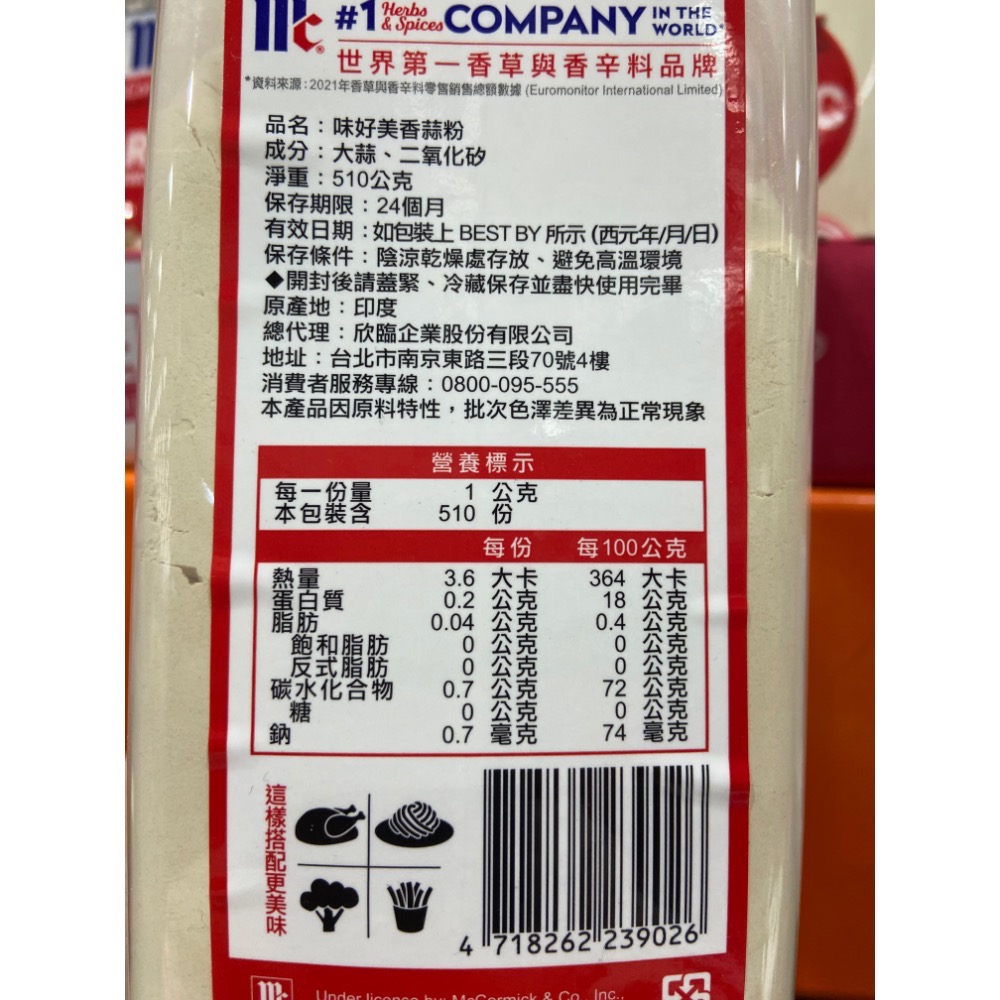 Mc® #1 Herbs & Spices COMPANY IN THE WORLD*
世界第一香草與香辛料品牌
*資料來源:2021年香草與香辛料零售銷售總額數據 (Euromonitor International Limited)
品名:味好美香蒜粉
成分:大蒜、二氧化矽
淨重:510公克
保存期限:24個月
有效日期:如包裝上 BEST BY 所示 (西元年/月/日)
保存條件:陰涼乾燥處存放、避免高溫環境
◆開封後請蓋緊、冷藏保存並盡快使用完畢
原產地:印度
總代理:欣臨企業股份有限公司
地址:台北市南京東路三段70號4樓
消費者服務專線:0800-095-555
本產品因原料特性,批次色澤差異為正常現象
營養標示
每一份量 1 公克
本包裝含 510 份
每份 每100公克
熱量 3.6 大卡 364 大卡
蛋白質 0.2 公克 18 公克
脂肪 0.04 公克 0.4 公克
飽和脂肪 0 公克 0 公克
反式脂肪 0 公克 0 公克
碳水化合物 0.7 公克 72 公克
糖 0 公克 0 公克
鈉 0.7 毫克 74 毫克
這樣搭配更美味
4 718262 239026
Mc Under license by: McCormick & Co., Inc.,